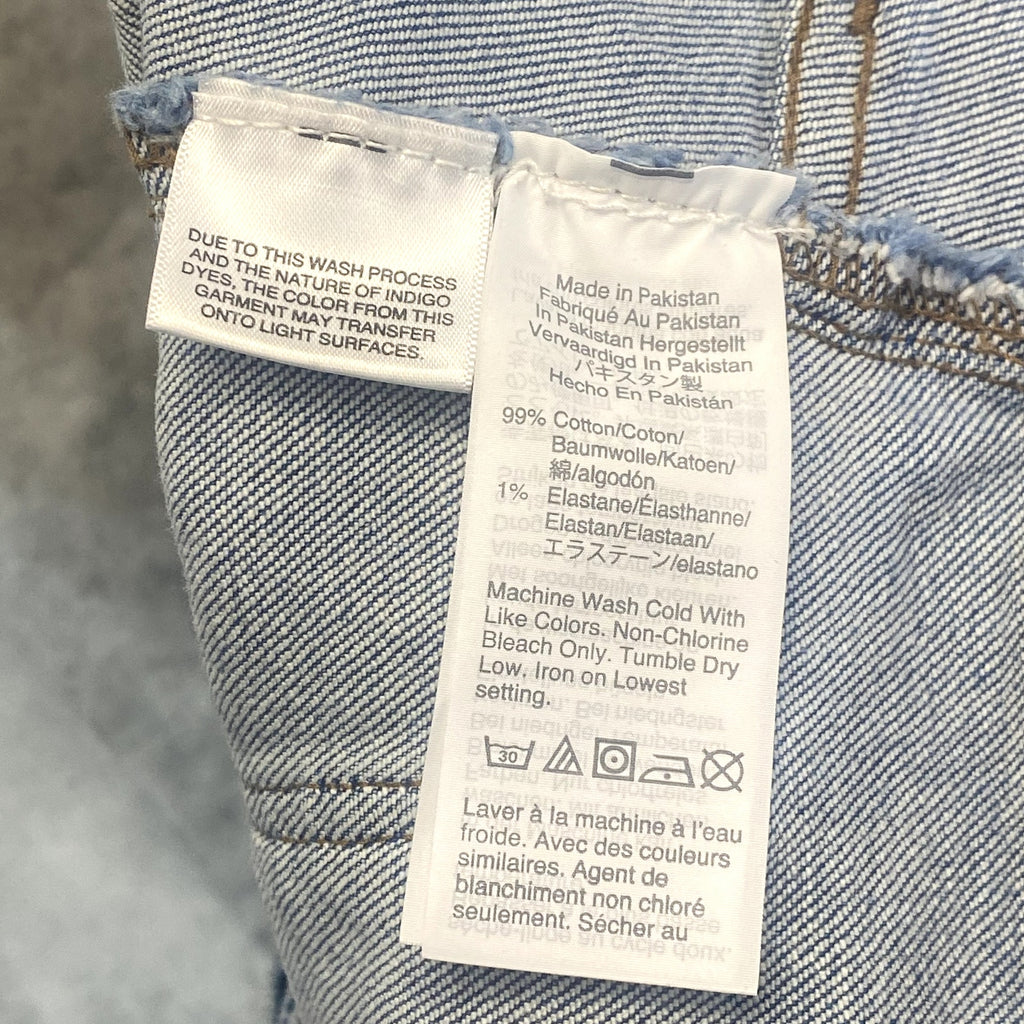 DUE TO THIS WASH PROCESS
AND THE NATURE OF INDIGO
DYES, THE COLOR FROM THIS
GARMENT MAY TRANSFER
ONTO LIGHT SURFACES.
Made in Pakistan
Fabriqué Au Pakistan
In Pakistan Hergestellt
Vervaardigd In Pakistan
パキスタン製
Hecho En Pakistán
99% Cotton/Coton/
Baumwolle/Katoen/
綿/algodón
1% Elastane/Élasthanne/
Elastan/Elastaan/
エラステーン/elastano
Machine Wash Cold With
Like Colors. Non-Chlorine
Bleach Only. Tumble Dry
Low. Iron on Lowest
setting.
30
Laver à la machine à l'eau
froide. Avec des couleurs
similaires. Agent de
blanchiment non chloré
seulement. Sécher au